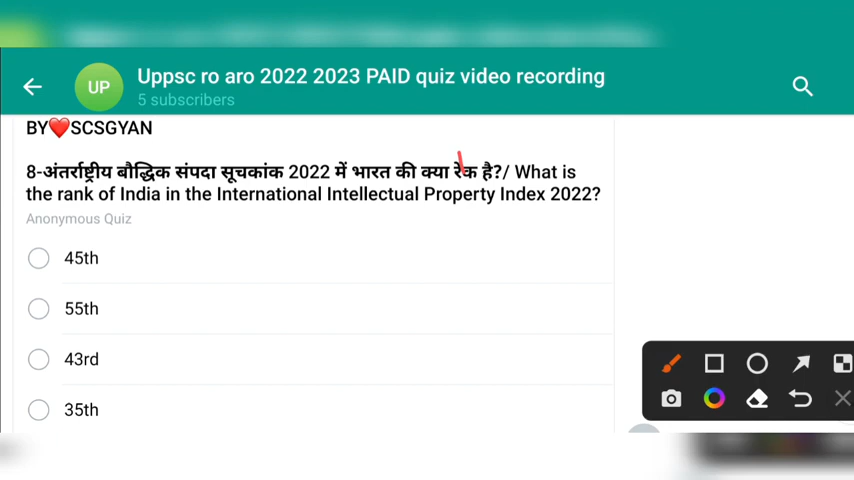 Uppsc ro aro 2022 2023 PAID quiz video recording
UP
5 subscribers
BY❤️SCSGYAN
8-अंतर्राष्ट्रीय बौद्धिक संपदा सूचकांक 2022 में भारत की क्या रेंक है?/ What is
the rank of India in the International Intellectual Property Index 2022?
Anonymous Quiz
45th
55th
43rd
35th